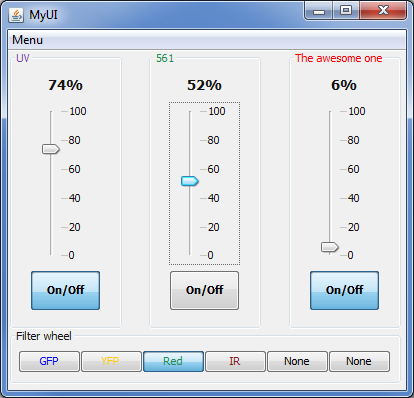 MyUI
Menu
UV 561 The awesome one
74% 52% 6%
100 100 100
80 80 80
60 60 60
40 40 40
20 20 20
0 0 0
On/Off On/Off On/Off
Filter wheel
GFP YFP Red IR None None